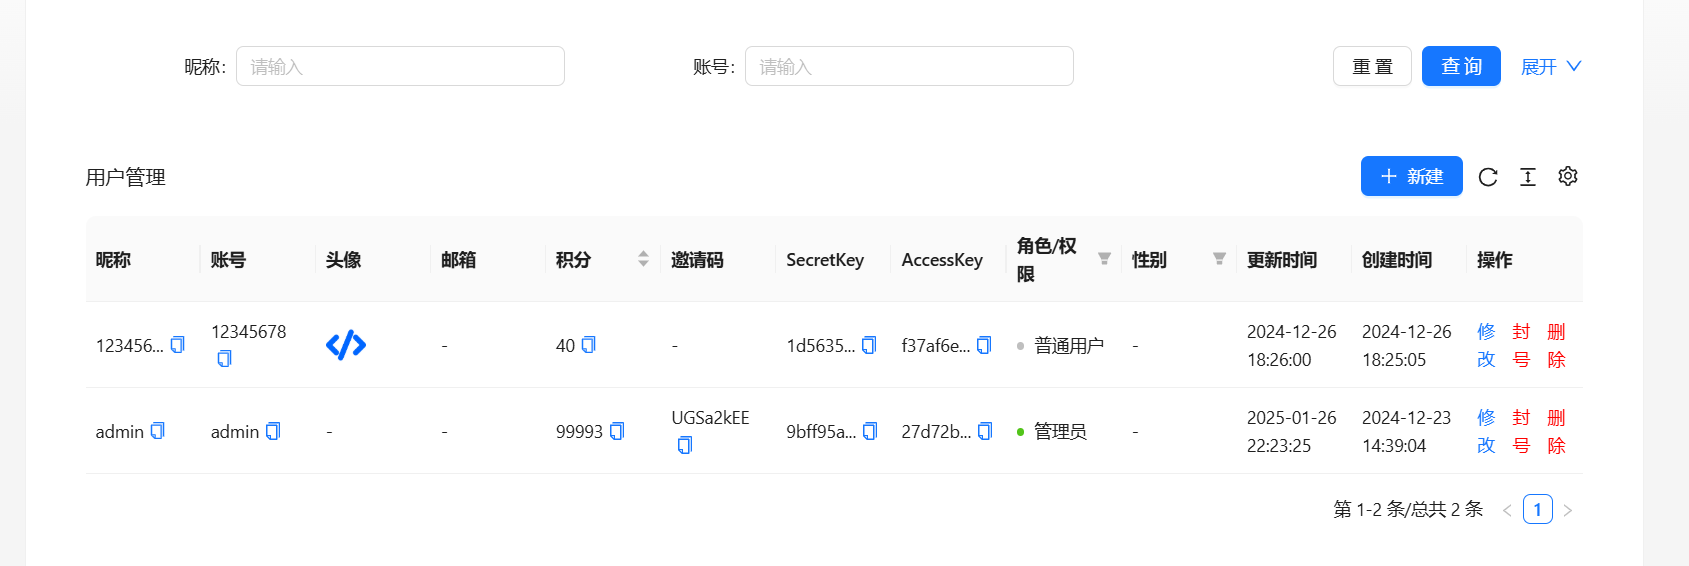 昵称: 请输入 账号: 请输入 重 置 查 询 展开
用户管理 新建
昵称 账号 头像 邮箱 积分 邀请码 SecretKey AccessKey 角色/权限 性别 更新时间 创建时间 操作
123456... 12345678 - 40 - 1d5635... f37af6e... 普通用户 - 2024-12-26 18:26:00 2024-12-26 18:25:05 修改 封号 删除
admin admin - - 99993 UGSa2kEE 9bff95a... 27d72b... 管理员 - 2025-01-26 22:23:25 2024-12-23 14:39:04 修改 封号 删除
第 1-2 条/总共 2 条 < 1 >